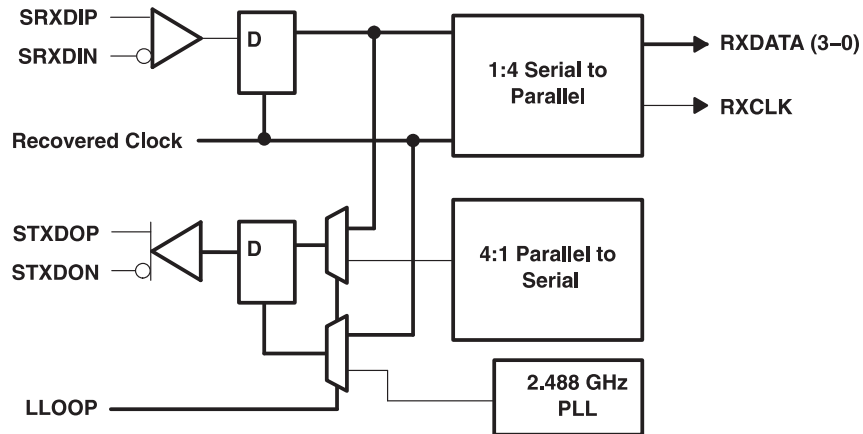 SRXDIP
SRXDIN
D
1:4 Serial to
Parallel
RXDATA (3–0)
RXCLK
Recovered Clock
STXDOP
STXDON
D
4:1 Parallel to
Serial
LLOOP
2.488 GHz
PLL